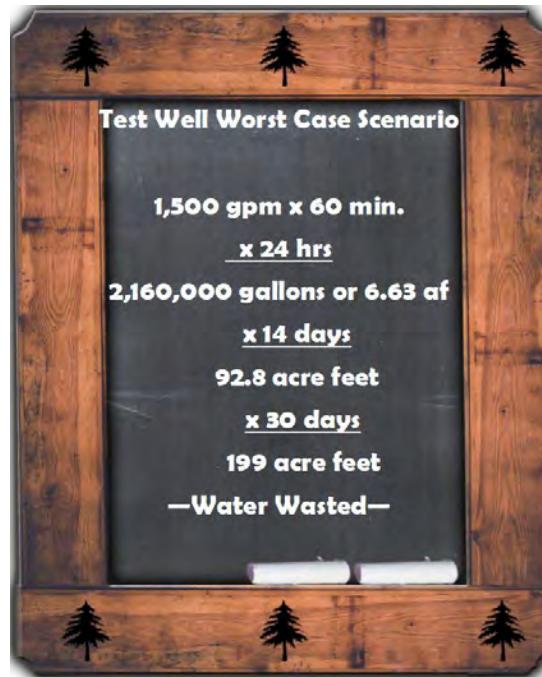 Test Well Worst Case Scenario
1,500 gpm x 60 min.
x 24 hrs
2,160,000 gallons or 6.63 af
x 14 days
92.8 acre feet
x 30 days
199 acre feet
—Water Wasted—